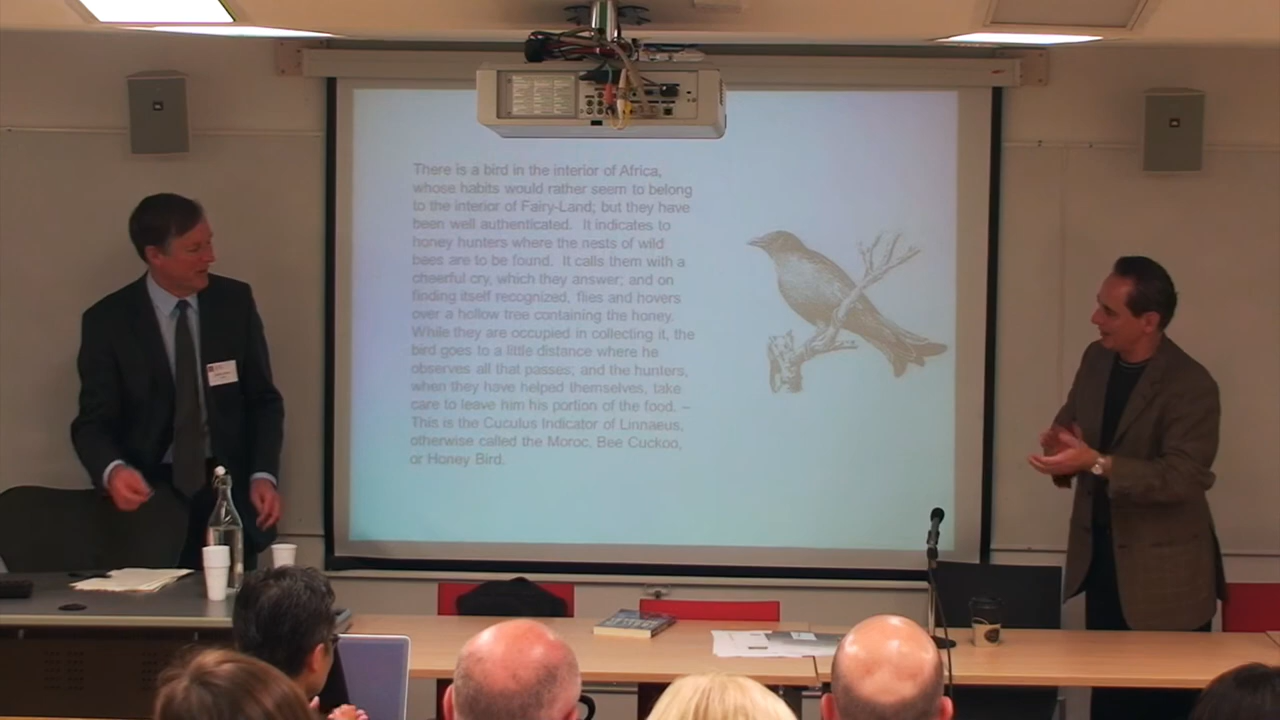 There is a bird in the interior of Africa,
whose habits would rather seem to belong
to the interior of Fairy-Land; but they have
been well authenticated. It indicates to
honey hunters where the nests of wild
bees are to be found. It calls them with a
cheerful cry, which they answer; and on
finding itself recognized, flies and hovers
over a hollow tree containing the honey.
While they are occupied in collecting it, the
bird goes to a little distance where he
observes all that passes; and the hunters,
when they have helped themselves, take
care to leave him his portion of the food. –
This is the Cuculus Indicator of Linnaeus,
otherwise called the Moroc, Bee Cuckoo,
or Honey Bird.